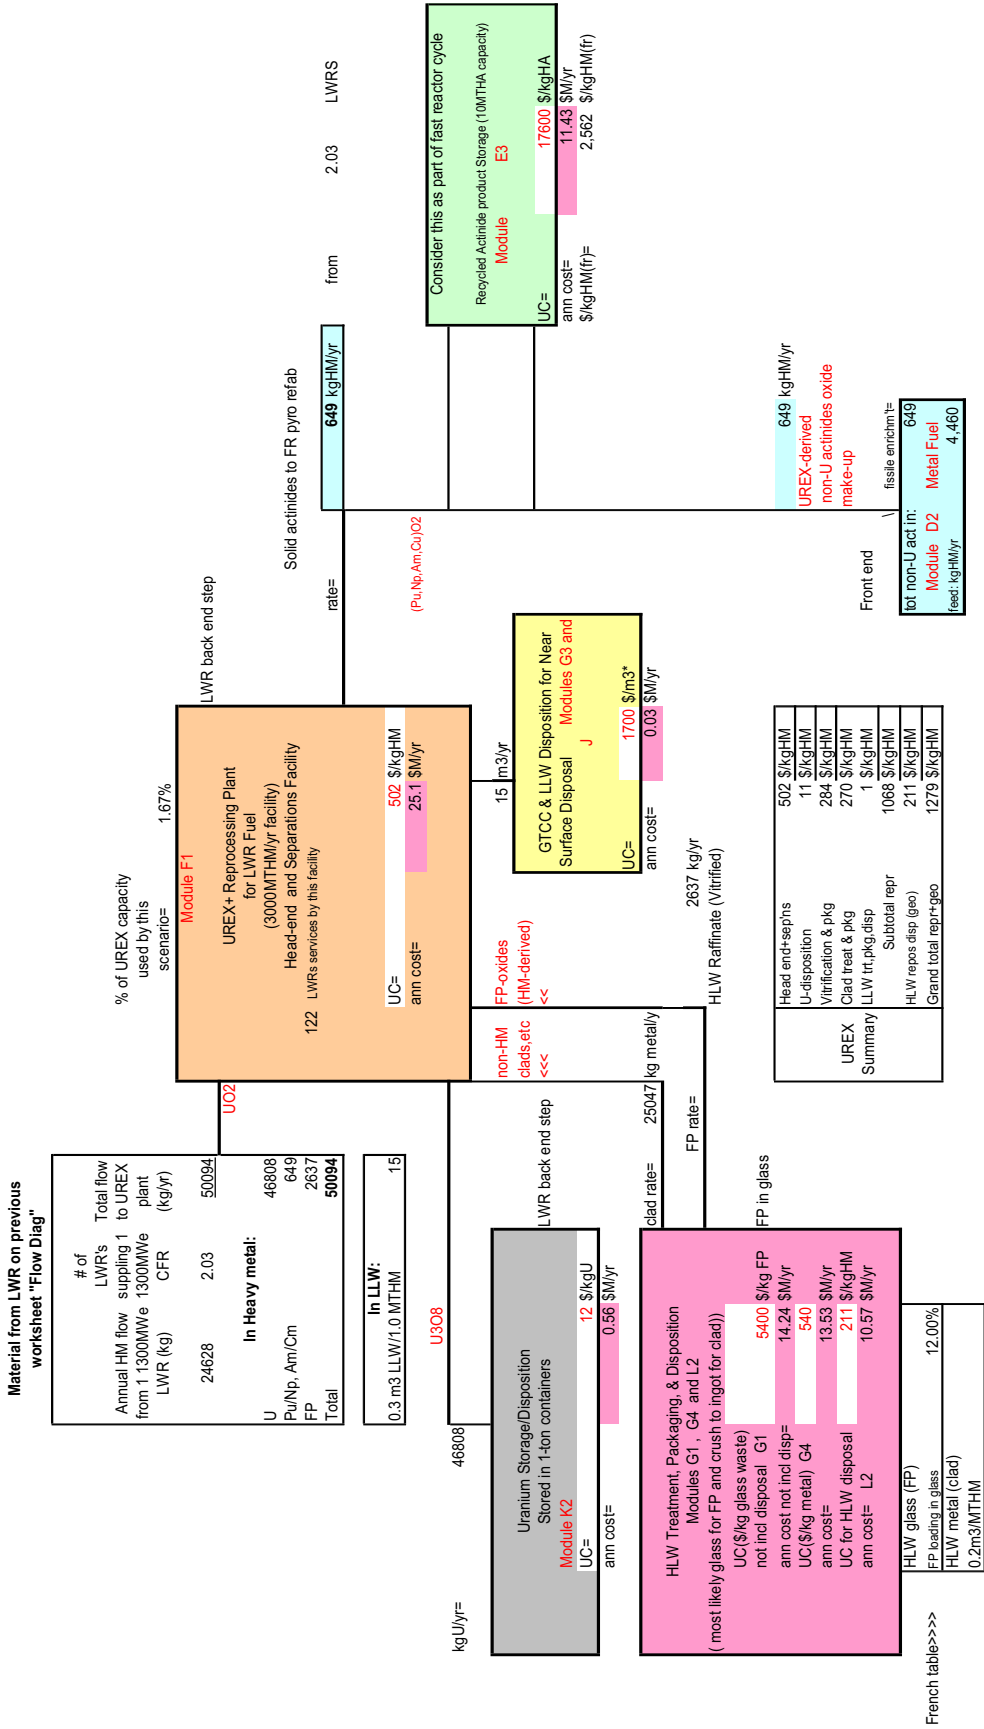 Material from LWR on previous
worksheet "Flow Diag"
# of
LWR's Total flow
Annual HM flow suppling 1 to UREX
from 1 1300MWe 1300MWe plant
LWR (kg) CFR (kg/yr)
24628 2.03 50094
In Heavy metal:
U 46808
Pu/Np, Am/Cm 649
FP 2637
Total 50094
In LLW:
0.3 m3 LLW/1.0 MTHM 15
UO2
U3O8
% of UREX capacity
used by this
scenario= 1.67%
Module F1
UREX+ Reprocessing Plant
for LWR Fuel
(3000MTHM/yr facility)
Head-end and Separations Facility
122 LWRs services by this facility
UC= 502 $/kgHM
ann cost= 25.1 $M/yr
LWR back end step
Solid actinides to FR pyro refab
rate= 649 kgHM/yr from 2.03 LWRS
(Pu,Np,Am,Cu)O2
Consider this as part of fast reactor cycle
Recycled Actinide product Storage (10MTHA capacity)
Module E3
UC= 17600 $/kgHA
ann cost= 11.43 $M/yr
$/kgHM(fr)= 2,562 $/kgHM(fr)
kgU/yr= 46808
Uranium Storage/Disposition
Stored in 1-ton containers
Module K2
UC= 12 $/kgU
ann cost= 0.56 $M/yr
LWR back end step
non-HM
clads,etc
<<<
FP-oxides
(HM-derived)
<<
15 m3/yr
GTCC & LLW Disposition for Near
Surface Disposal Modules G3 and
J
UC= 1700 $/m3*
ann cost= 0.03 $M/yr
clad rate= 25047 kg metal/y
FP rate= 2637 kg/yr
HLW Raffinate (Vitrified)
HLW Treatment, Packaging, & Disposition
Modules G1 , G4 and L2
( most likely glass for FP and crush to ingot for clad))
UC($/kg glass waste)
not incl disposal G1 5400 $/kg FP
ann cost not incl disp= 14.24 $M/yr
UC($/kg metal) G4 540
ann cost= 13.53 $M/yr
UC for HLW disposal 211 $/kgHM
ann cost= L2 10.57 $M/yr
FP in glass
French table>>>>
HLW glass (FP)
FP loading in glass 12.00%
HLW metal (clad)
0.2m3/MTHM
UREX
Summary
Head end+sep'ns 502 $/kgHM
U-disposition 11 $/kgHM
Vitrification & pkg 284 $/kgHM
Clad treat & pkg 270 $/kgHM
LLW trt,pkg,disp 1 $/kgHM
Subtotal repr 1068 $/kgHM
HLW repos disp (geo) 211 $/kgHM
Grand total repr+geo 1279 $/kgHM
649 kgHM/yr
UREX-derived
non-U actinides oxide
make-up
Front end
\ fissile enrichm't=
tot non-U act in: 649
Module D2 Metal Fuel
feed: kgHM/yr 4,460